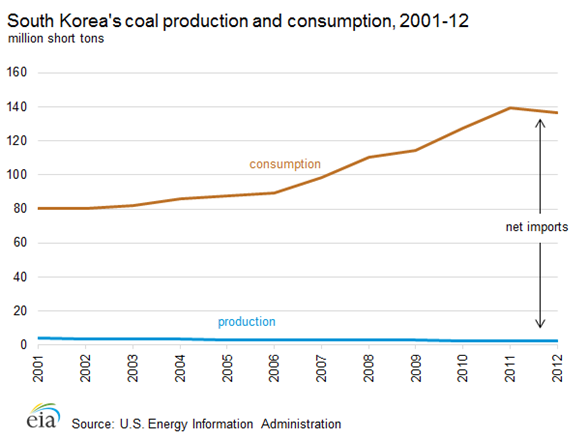 South Korea's coal production and consumption, 2001-12
million short tons
160
140
120
100
80
60
40
20
0
consumption
net imports
production
2001 2002 2003 2004 2005 2006 2007 2008 2009 2010 2011 2012
eia Source: U.S. Energy Information Administration